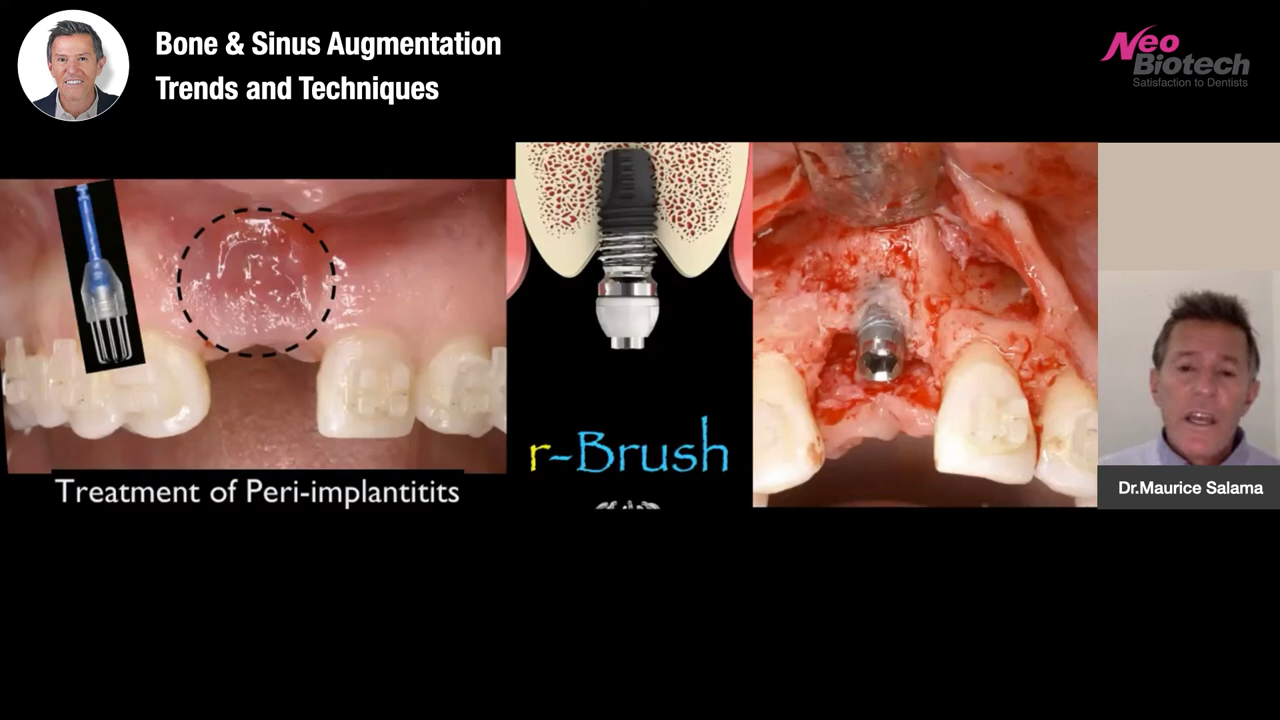 Bone & Sinus Augmentation
Trends and Techniques
Neo
Biotech
Satisfaction to Dentists
r-Brush
Treatment of Peri-implantitits
Dr.Maurice Salama